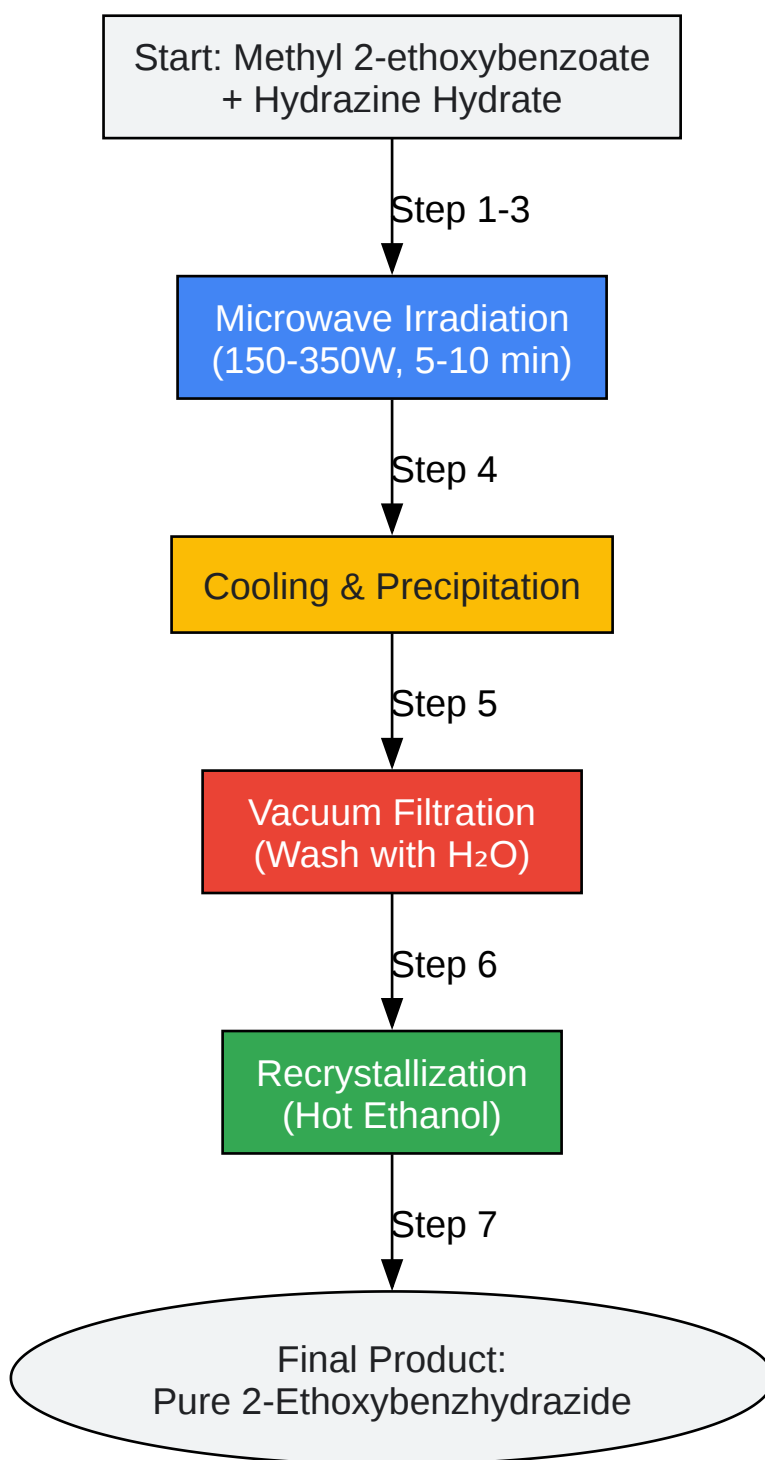 Start: Methyl 2-ethoxybenzoate
+ Hydrazine Hydrate
Step 1-3
Microwave Irradiation
(150-350W, 5-10 min)
Step 4
Cooling & Precipitation
Step 5
Vacuum Filtration
(Wash with H₂O)
Step 6
Recrystallization
(Hot Ethanol)
Step 7
Final Product:
Pure 2-Ethoxybenzhydrazide